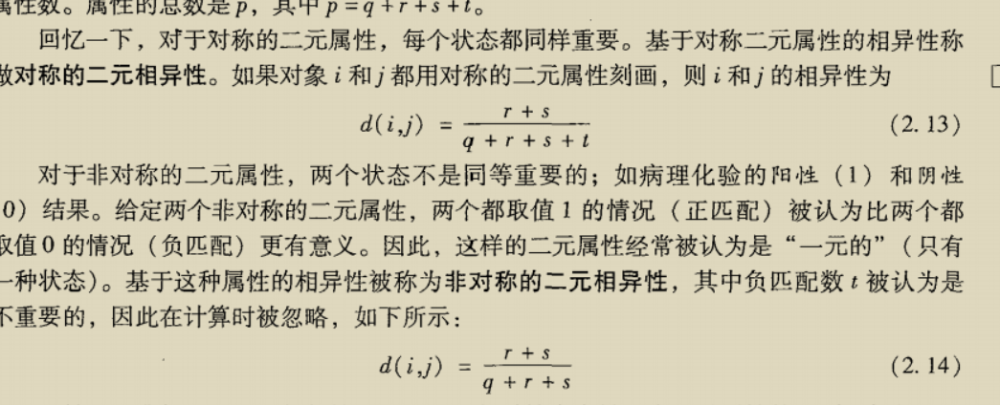 属性数。属性的总数是 p，其中 p = q + r + s + t。
回忆一下，对于对称的二元属性，每个状态都同样重要。基于对称二元属性的相异性称
做对称的二元相异性。如果对象 i 和 j 都用对称的二元属性刻画，则 i 和 j 的相异性为
d(i,j) = (r + s) / (q + r + s + t) (2.13)
对于非对称的二元属性，两个状态不是同等重要的；如病理化验的阳性（1）和阴性
0）结果。给定两个非对称的二元属性，两个都取值 1 的情况（正匹配）被认为比两个都
取值 0 的情况（负匹配）更有意义。因此，这样的二元属性经常被认为是“一元的”（只有
一种状态）。基于这种属性的相异性被称为非对称的二元相异性，其中负匹配数 t 被认为是
不重要的，因此在计算时被忽略，如下所示：
d(i,j) = (r + s) / (q + r + s) (2.14)